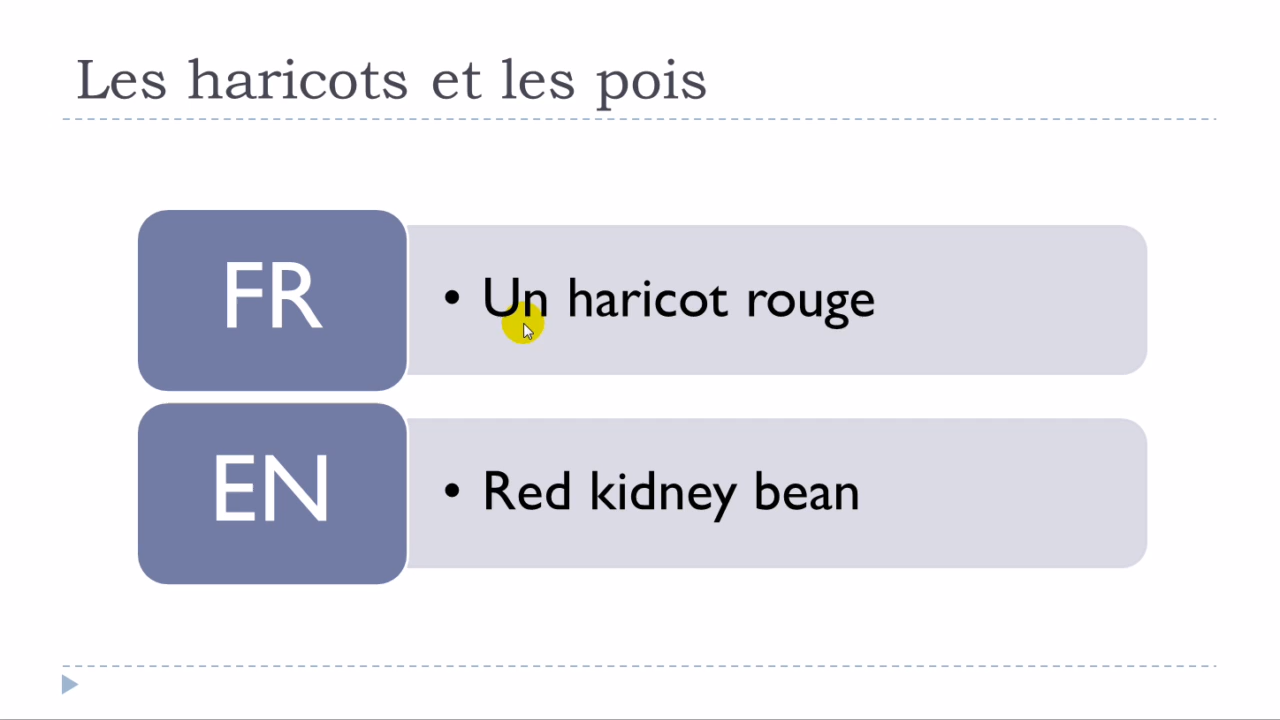 Les haricots et les pois
FR
• Un haricot rouge
EN
• Red kidney bean